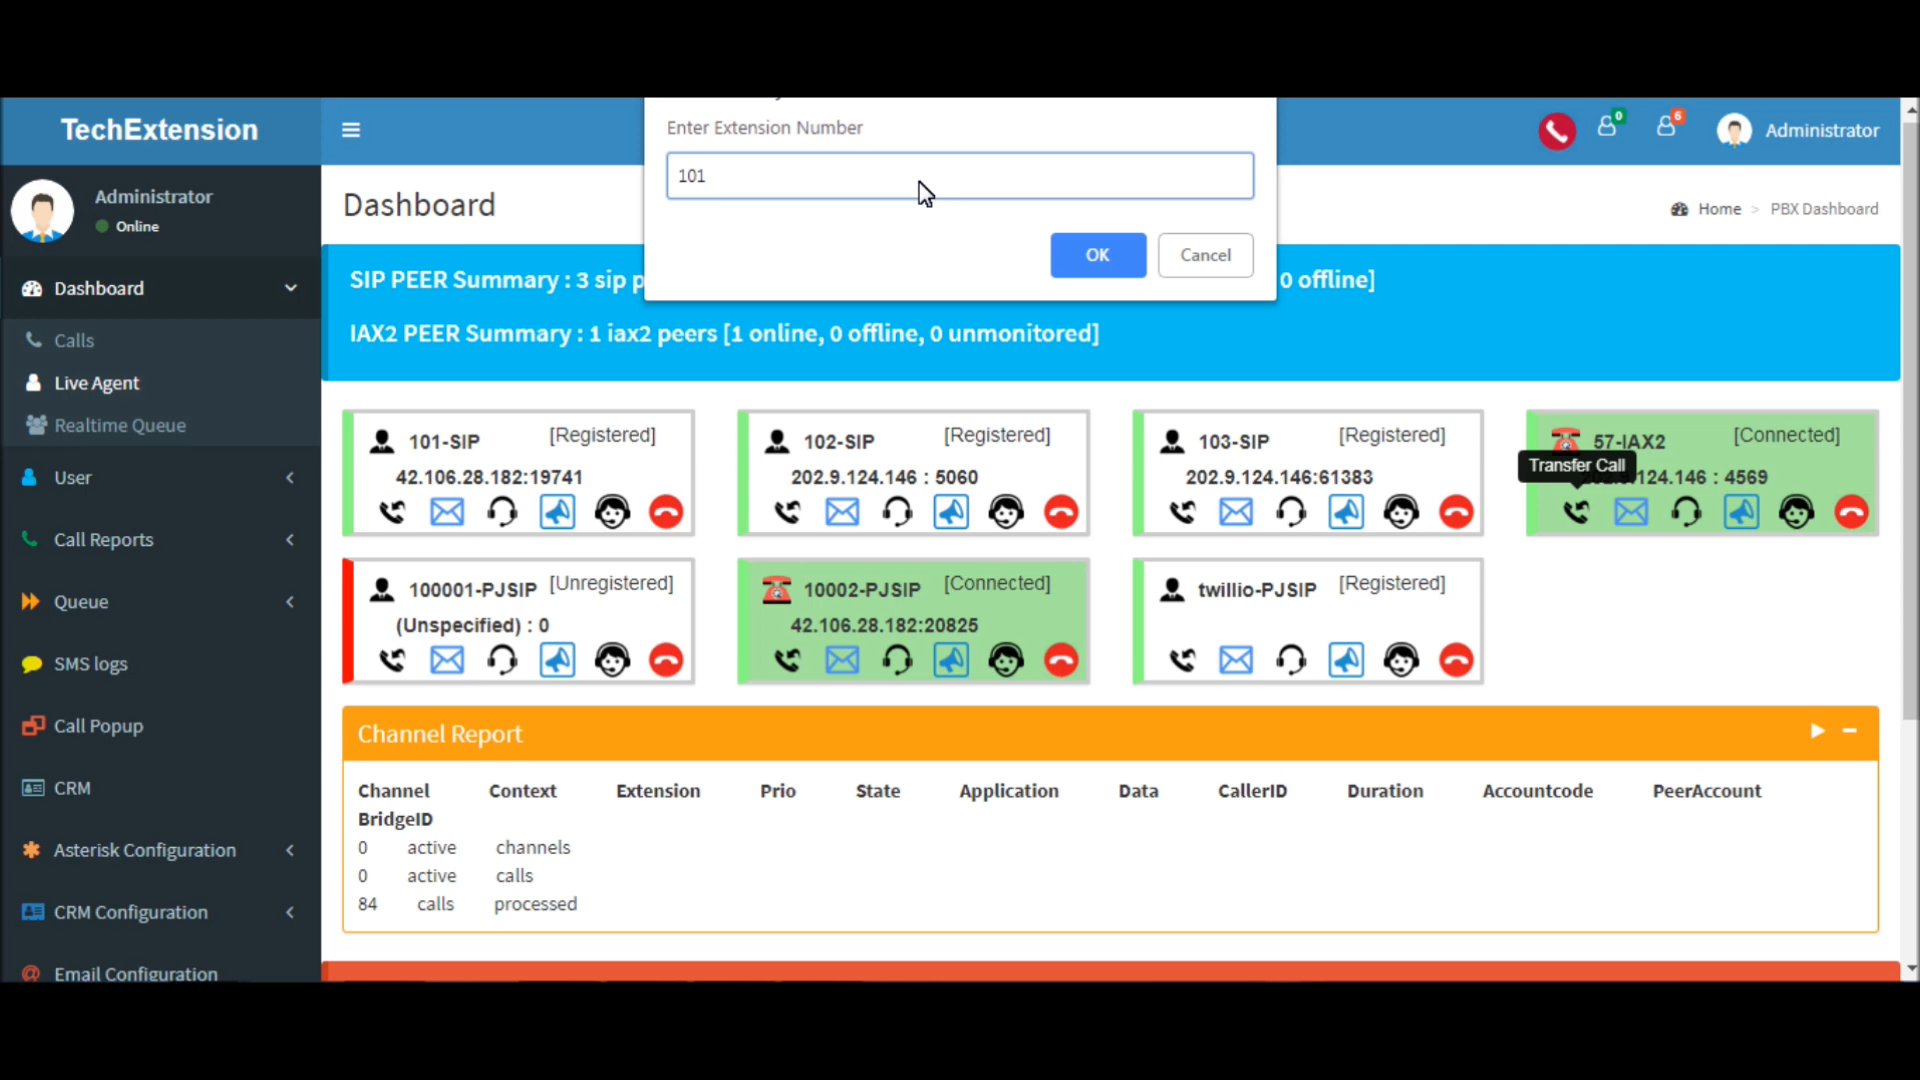 TechExtension
Enter Extension Number
101
OK
Cancel
0
6
Administrator
Administrator
Online
Dashboard
Home > PBX Dashboard
SIP PEER Summary : 3 sip p
0 offline]
IAX2 PEER Summary : 1 iax2 peers [1 online, 0 offline, 0 unmonitored]
Dashboard
Calls
Live Agent
Realtime Queue
User
Call Reports
Queue
SMS logs
Call Popup
CRM
Asterisk Configuration
CRM Configuration
Email Configuration
101-SIP [Registered]
42.106.28.182:19741
102-SIP [Registered]
202.9.124.146 : 5060
103-SIP [Registered]
202.9.124.146:61383
57-IAX2 [Connected]
Transfer Call
.124.146 : 4569
100001-PJSIP [Unregistered]
(Unspecified) : 0
10002-PJSIP [Connected]
42.106.28.182:20825
twillio-PJSIP [Registered]
Channel Report
Channel Context Extension Prio State Application Data CallerID Duration Accountcode PeerAccount
BridgeID
0 active channels
0 active calls
84 calls processed